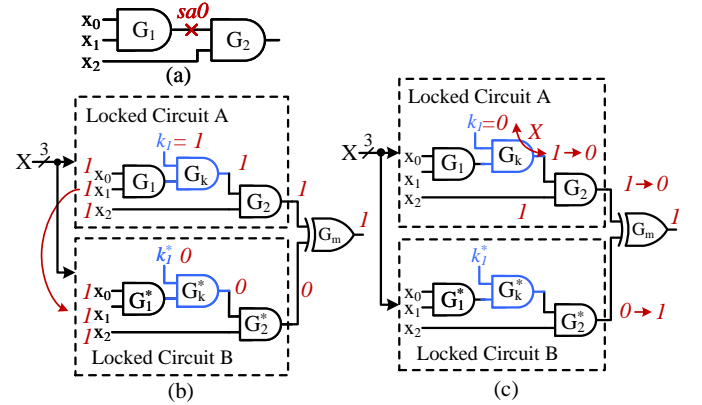 sa0
x₀
x₁
G₁
G₂
x₂
(a)
Locked Circuit A
k₁= 1
X
3
1
x₀
1
x₁
G₁
Gₖ
1
1
x₂
G₂
1
Gₘ
1
k₁* 0
1
x₀
1
x₁
G₁*
Gₖ*
0
1
x₂
G₂*
0
Locked Circuit B
(b)
Locked Circuit A
k₁=0
X
X
3
x₀
x₁
G₁
Gₖ
1→0
x₂
1
G₂
1→0
Gₘ
1
k₁*
x₀
x₁
G₁*
Gₖ*
x₂
G₂*
0→1
Locked Circuit B
(c)